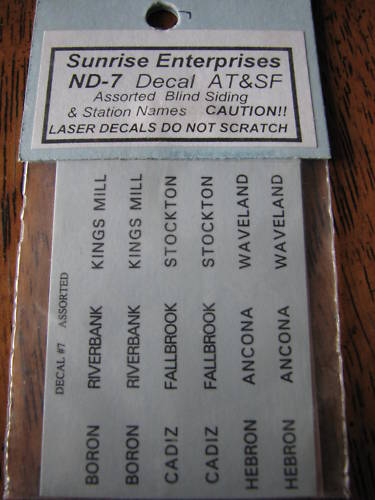 Sunrise Enterprises
ND-7 Decal AT&SF
Assorted Blind Siding
& Station Names CAUTION!!
LASER DECALS DO NOT SCRATCH
DECAL #7 ASSORTED
BORON RIVERBANK KINGS MILL
BORON RIVERBANK KINGS MILL
CADIZ FALLBROOK STOCKTON
CADIZ FALLBROOK STOCKTON
HEBRON ANCONA WAVELAND
HEBRON ANCONA WAVELAND